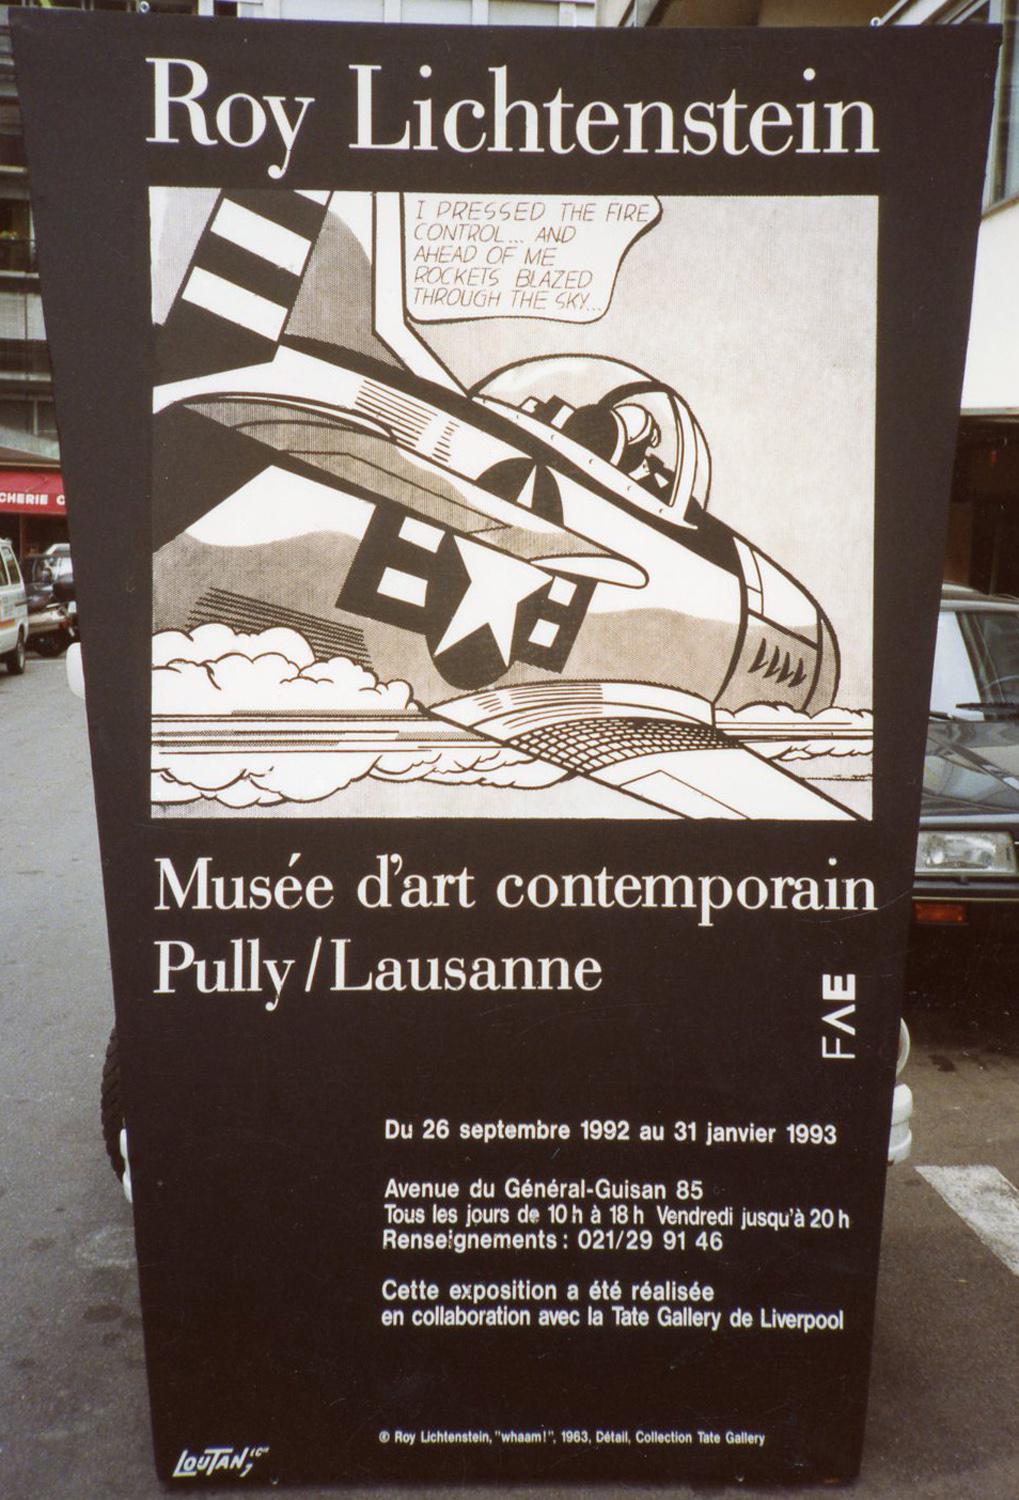 Roy Lichtenstein
I PRESSED THE FIRE
CONTROL... AND
AHEAD OF ME
ROCKETS BLAZED
THROUGH THE SKY...
CHERIE C
Musée d'art contemporain
Pully/Lausanne
FAE
Du 26 septembre 1992 au 31 janvier 1993
Avenue du Général-Guisan 85
Tous les jours de 10 h à 18 h Vendredi jusqu'à 20 h
Renseignements : 021/29 91 46
Cette exposition a été réalisée
en collaboration avec la Tate Gallery de Liverpool
© Roy Lichtenstein, "whaam!", 1963, Détail, Collection Tate Gallery
LOUTAN